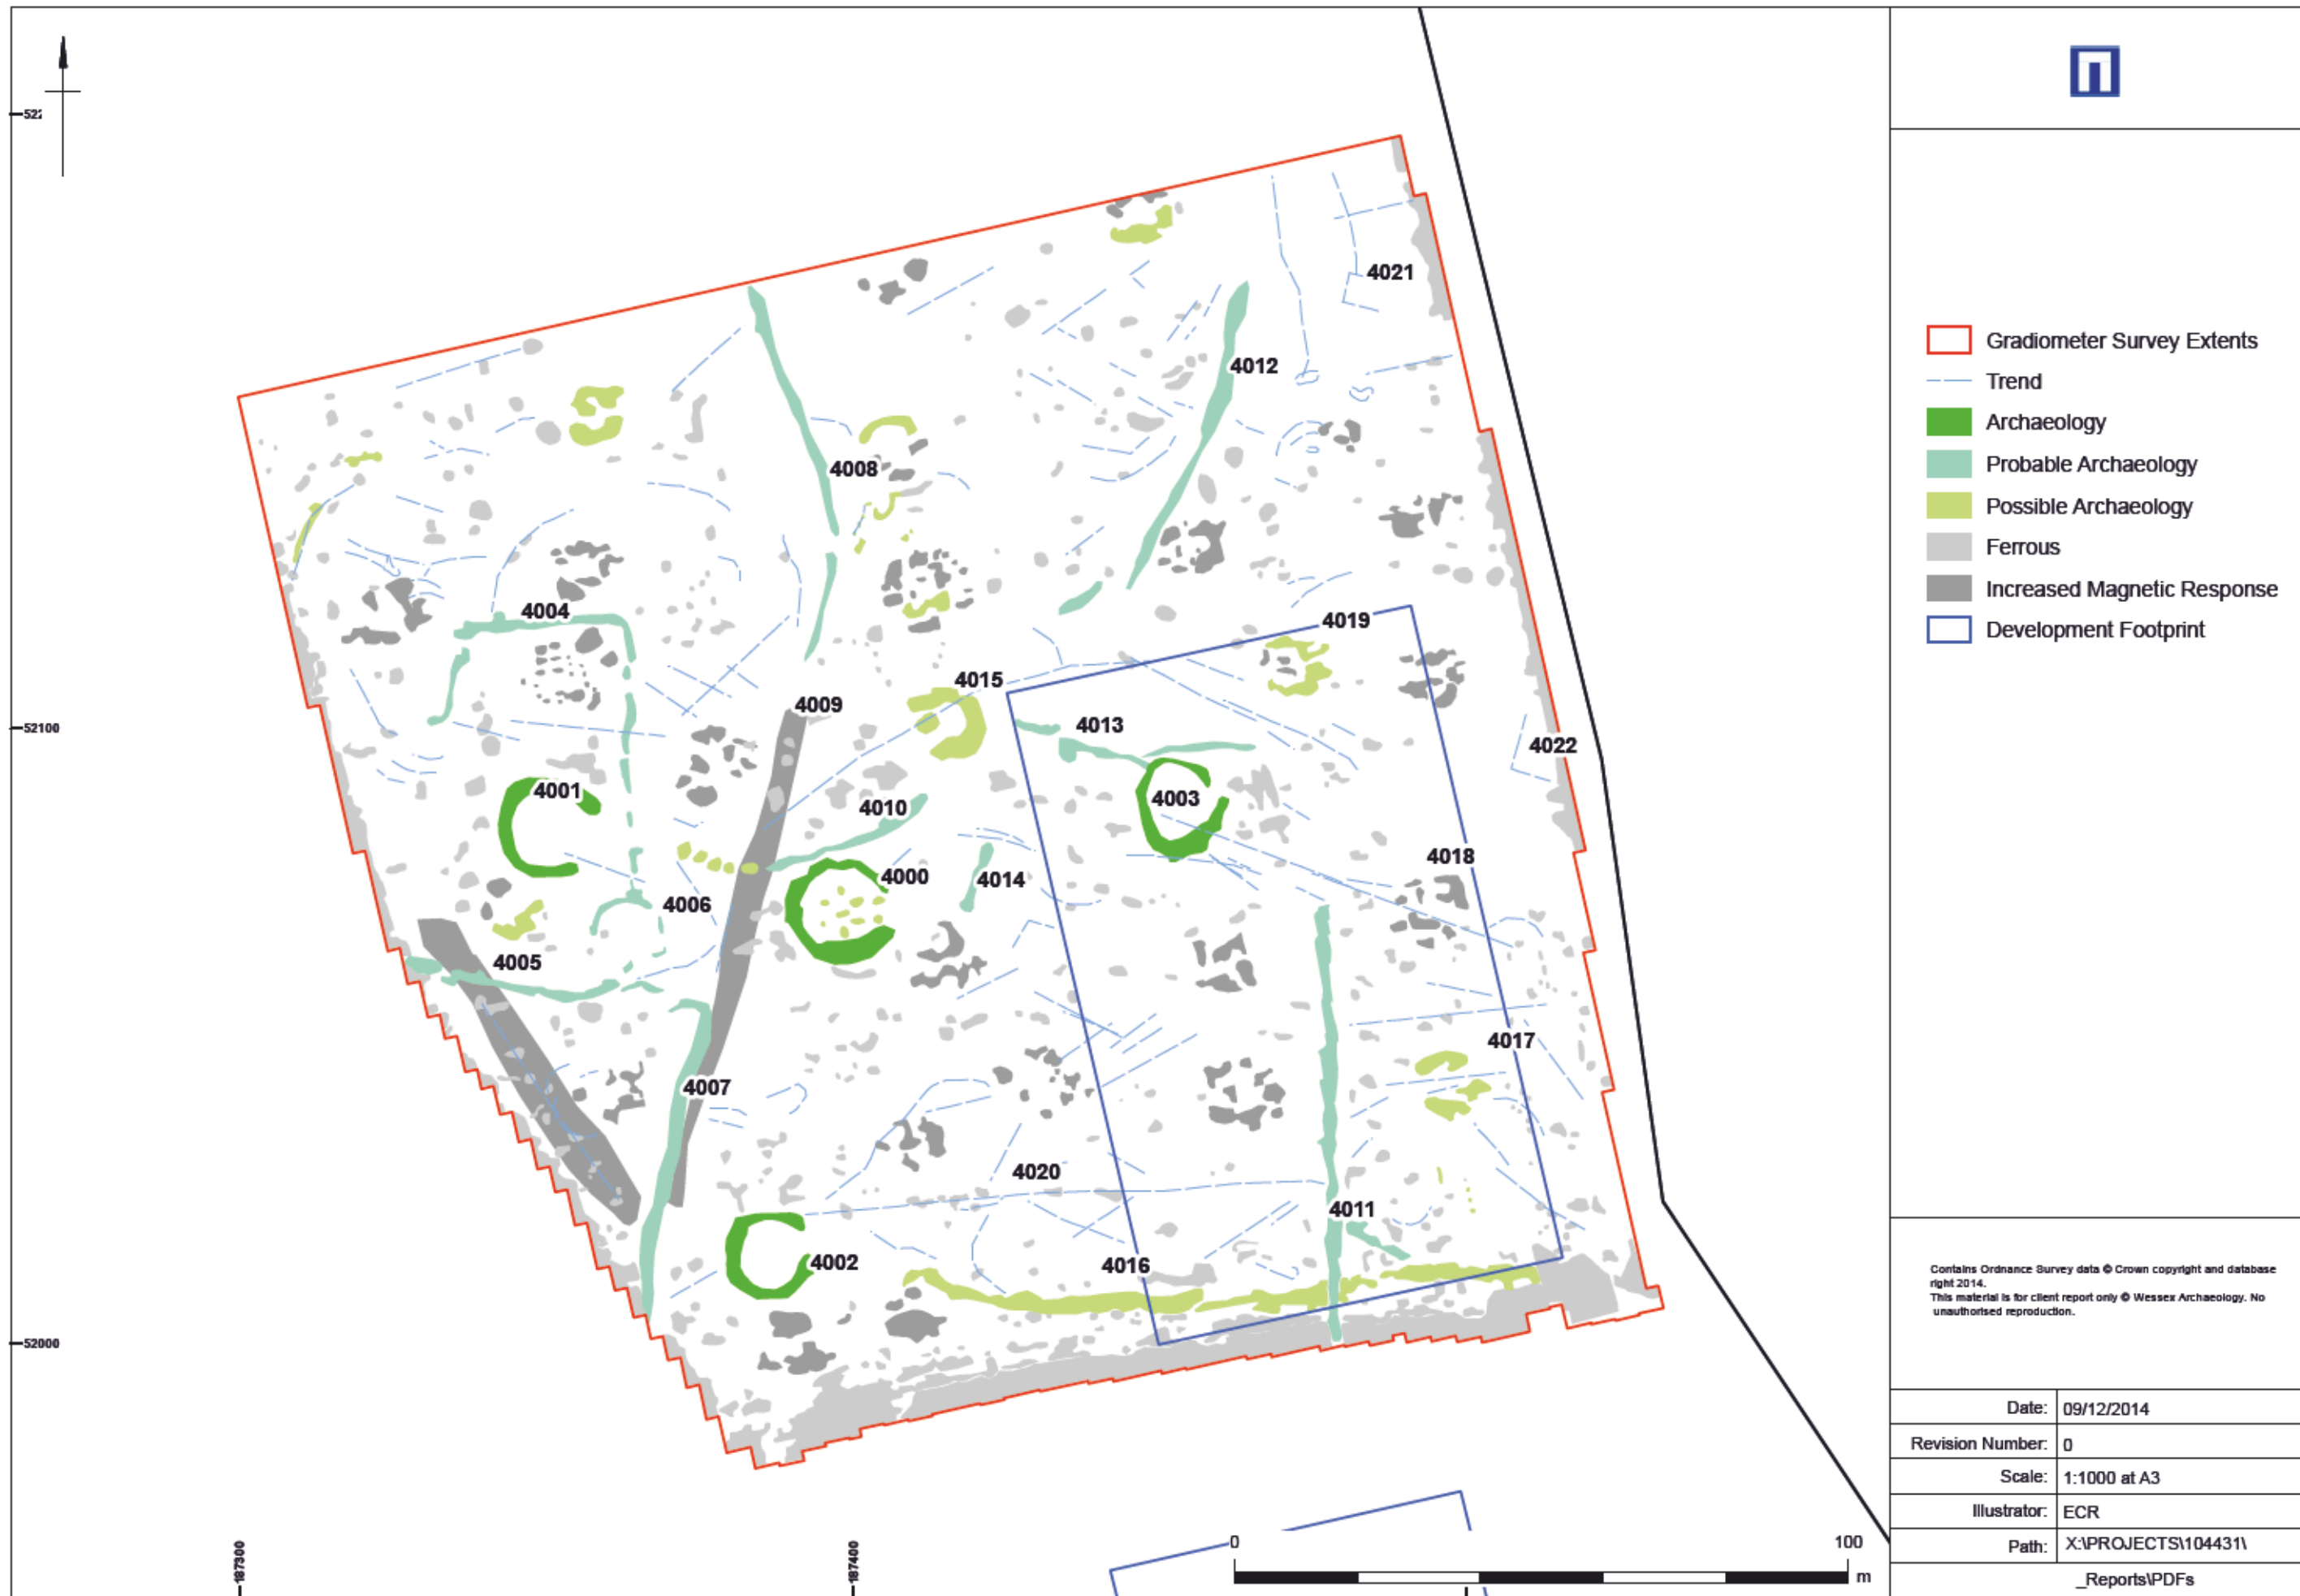 522
4021
4012
4008
4004
4019
4015
4009
4013
52100
4022
4001
4010
4003
4018
4000
4014
4006
4005
4017
4007
4020
4011
4002
4016
52000
187300
187400
0
100
m
Gradiometer Survey Extents
Trend
Archaeology
Probable Archaeology
Possible Archaeology
Ferrous
Increased Magnetic Response
Development Footprint
Contains Ordnance Survey data © Crown copyright and database
right 2014.
This material is for client report only © Wessex Archaeology. No
unauthorised reproduction.
Date: 09/12/2014
Revision Number: 0
Scale: 1:1000 at A3
Illustrator: ECR
Path: X:\PROJECTS\104431\
_Reports\PDFs